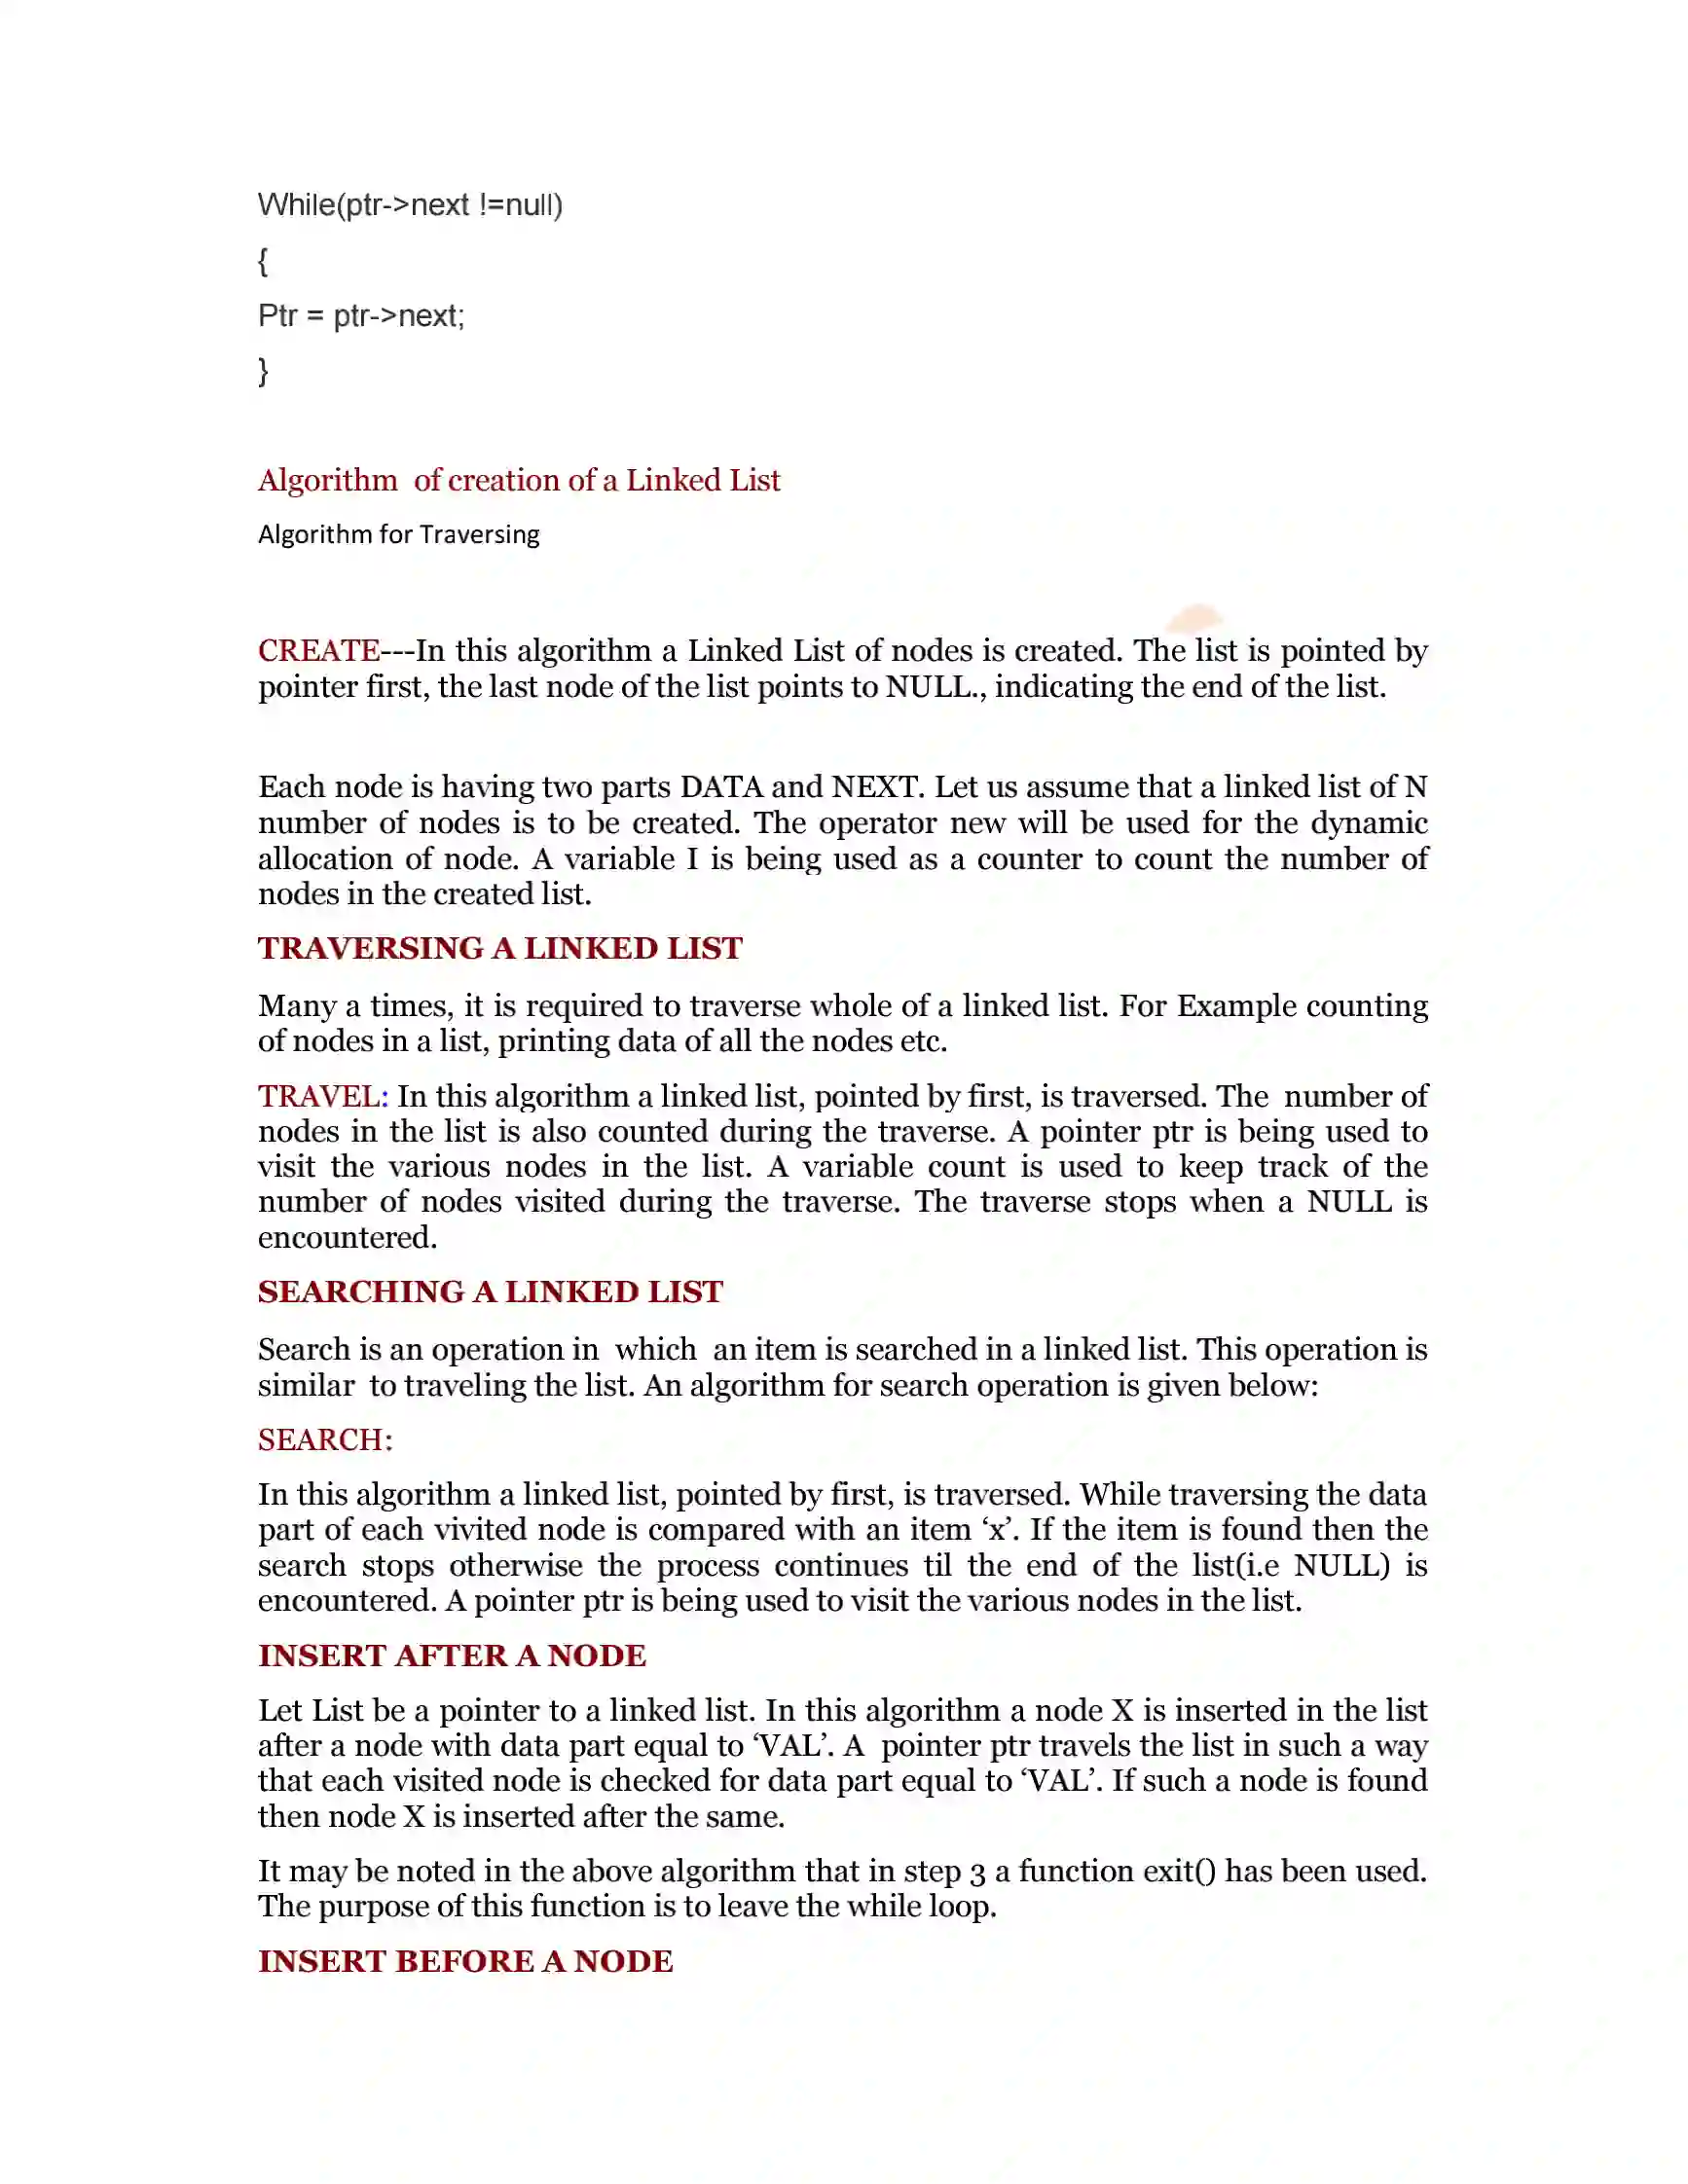 While(ptr->next !=null)
{
Ptr = ptr->next;
}
Algorithm  of creation of a Linked List
Algorithm for Traversing
CREATE---In this algorithm a Linked List of nodes is created. The list is pointed by
pointer first, the last node of the list points to NULL., indicating the end of the list.
Each node is having two parts DATA and NEXT. Let us assume that a linked list of N
number of nodes is to be created. The operator new will be used for the dynamic
allocation of node. A variable I is being used as a counter to count the number of
nodes in the created list.
TRAVERSING A LINKED LIST
Many a times, it is required to traverse whole of a linked list. For Example counting
of nodes in a list, printing data of all the nodes etc.
TRAVEL: In this algorithm a linked list, pointed by first, is traversed. The  number of
nodes in the list is also counted during the traverse. A pointer ptr is being used to
visit the various nodes in the list. A variable count is used to keep track of the
number of nodes visited during the traverse. The traverse stops when a NULL is
encountered.
SEARCHING A LINKED LIST
Search is an operation in  which  an item is searched in a linked list. This operation is
similar  to traveling the list. An algorithm for search operation is given below:
SEARCH:
In this algorithm a linked list, pointed by first, is traversed. While traversing the data
part of each vivited node is compared with an item ‘x’. If the item is found then the
search stops otherwise the process continues til the end of the list(i.e NULL) is
encountered. A pointer ptr is being used to visit the various nodes in the list.
INSERT AFTER A NODE
Let List be a pointer to a linked list. In this algorithm a node X is inserted in the list
after a node with data part equal to ‘VAL’. A  pointer ptr travels the list in such a way
that each visited node is checked for data part equal to ‘VAL’. If such a node is found
then node X is inserted after the same.
It may be noted in the above algorithm that in step 3 a function exit() has been used.
The purpose of this function is to leave the while loop.
INSERT BEFORE A NODE